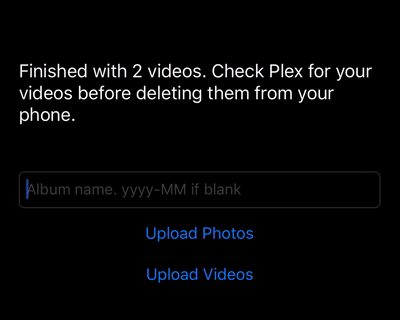 Finished with 2 videos. Check Plex for your
videos before deleting them from your
phone.
Album name. yyyy-MM if blank
Upload Photos
Upload Videos